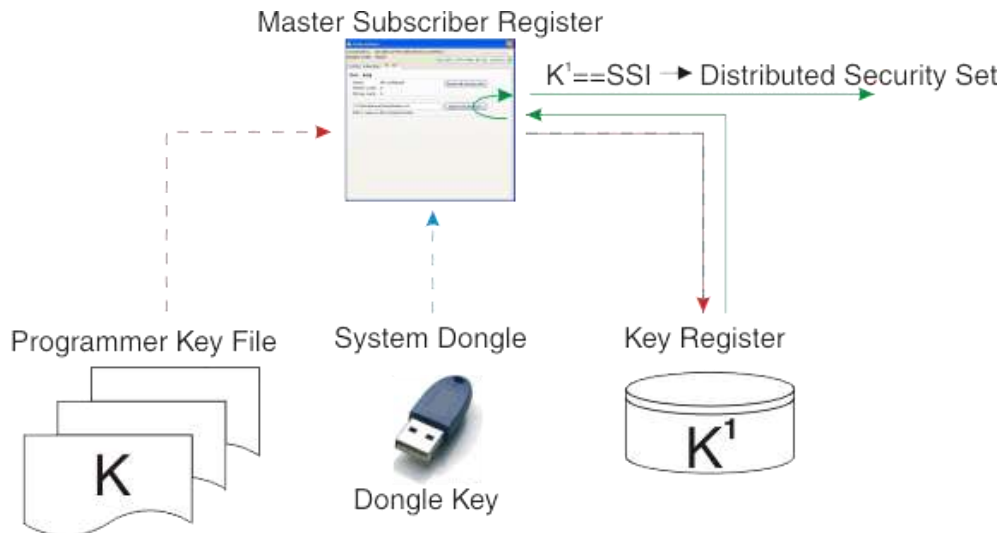 Master Subscriber Register
K¹==SSI → Distributed Security Set
Programmer Key File
System Dongle
Key Register
K
K¹
Dongle Key